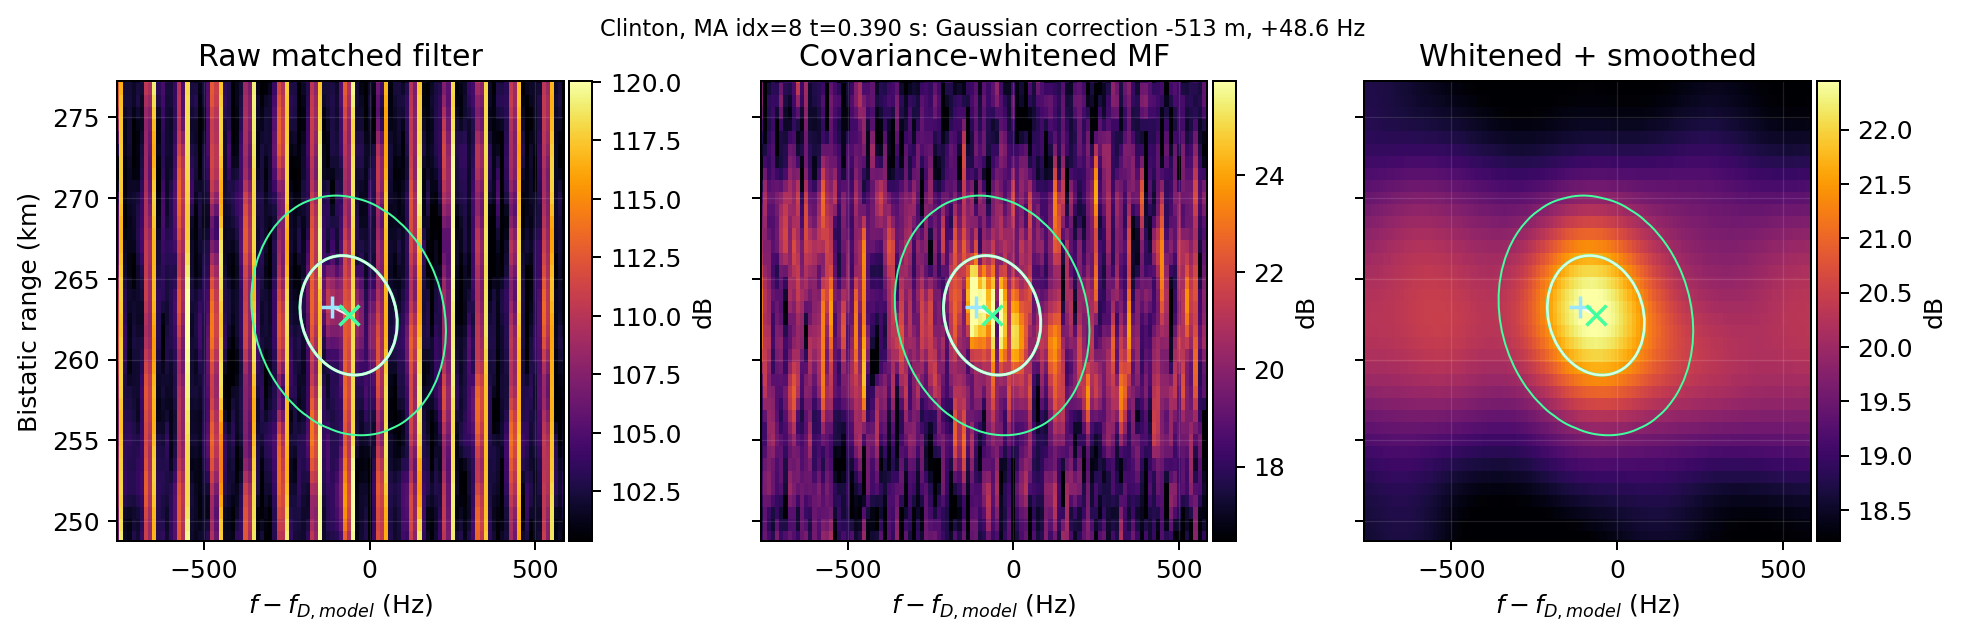 Clinton, MA idx=8 t=0.390 s: Gaussian correction -513 m, +48.6 Hz
Raw matched filter
Covariance-whitened MF
Whitened + smoothed
Bistatic range (km)
275
270
265
260
255
250
−500 0 500
f − f_{D, model} (Hz)
120.0
117.5
115.0
112.5
110.0
107.5
105.0
102.5
dB
−500 0 500
f − f_{D, model} (Hz)
24
22
20
18
dB
−500 0 500
f − f_{D, model} (Hz)
22.0
21.5
21.0
20.5
20.0
19.5
19.0
18.5
dB